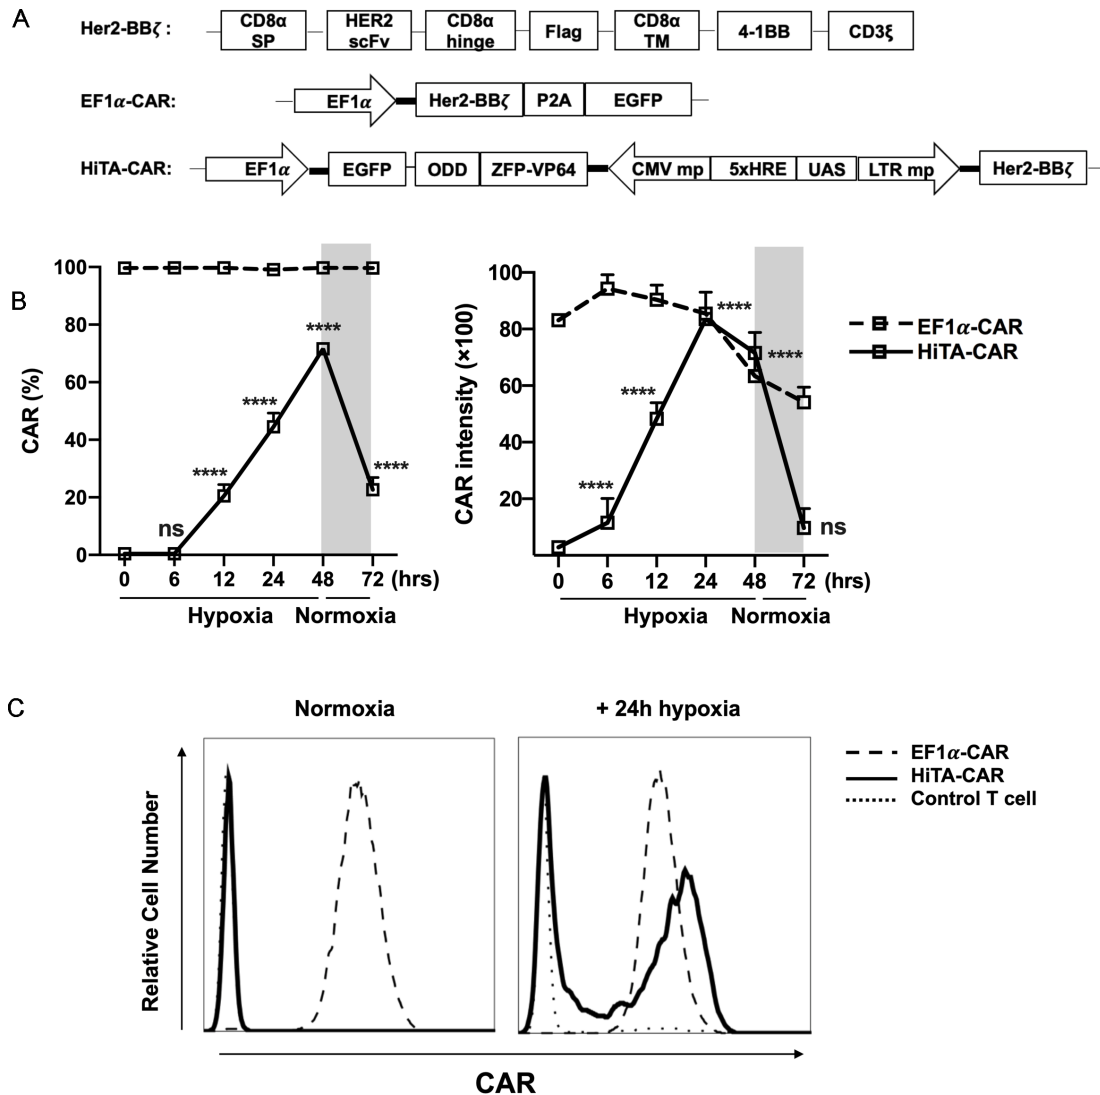 A
Her2-BBζ :
CD8α SP
HER2 scFv
CD8α hinge
Flag
CD8α TM
4-1BB
CD3ξ
EF1α-CAR:
EF1α
Her2-BBζ
P2A
EGFP
HiTA-CAR:
EF1α
EGFP
ODD
ZFP-VP64
CMV mp
5xHRE
UAS
LTR mp
Her2-BBζ
B
CAR (%)
100
80
60
40
20
0
ns
****
****
****
****
0 6 12 24 48 72 (hrs)
Hypoxia Normoxia
CAR intensity (×100)
100
80
60
40
20
****
****
****
****
ns
0 6 12 24 48 72 (hrs)
Hypoxia Normoxia
EF1α-CAR
HiTA-CAR
C
Normoxia
+ 24h hypoxia
Relative Cell Number
EF1α-CAR
HiTA-CAR
Control T cell
CAR